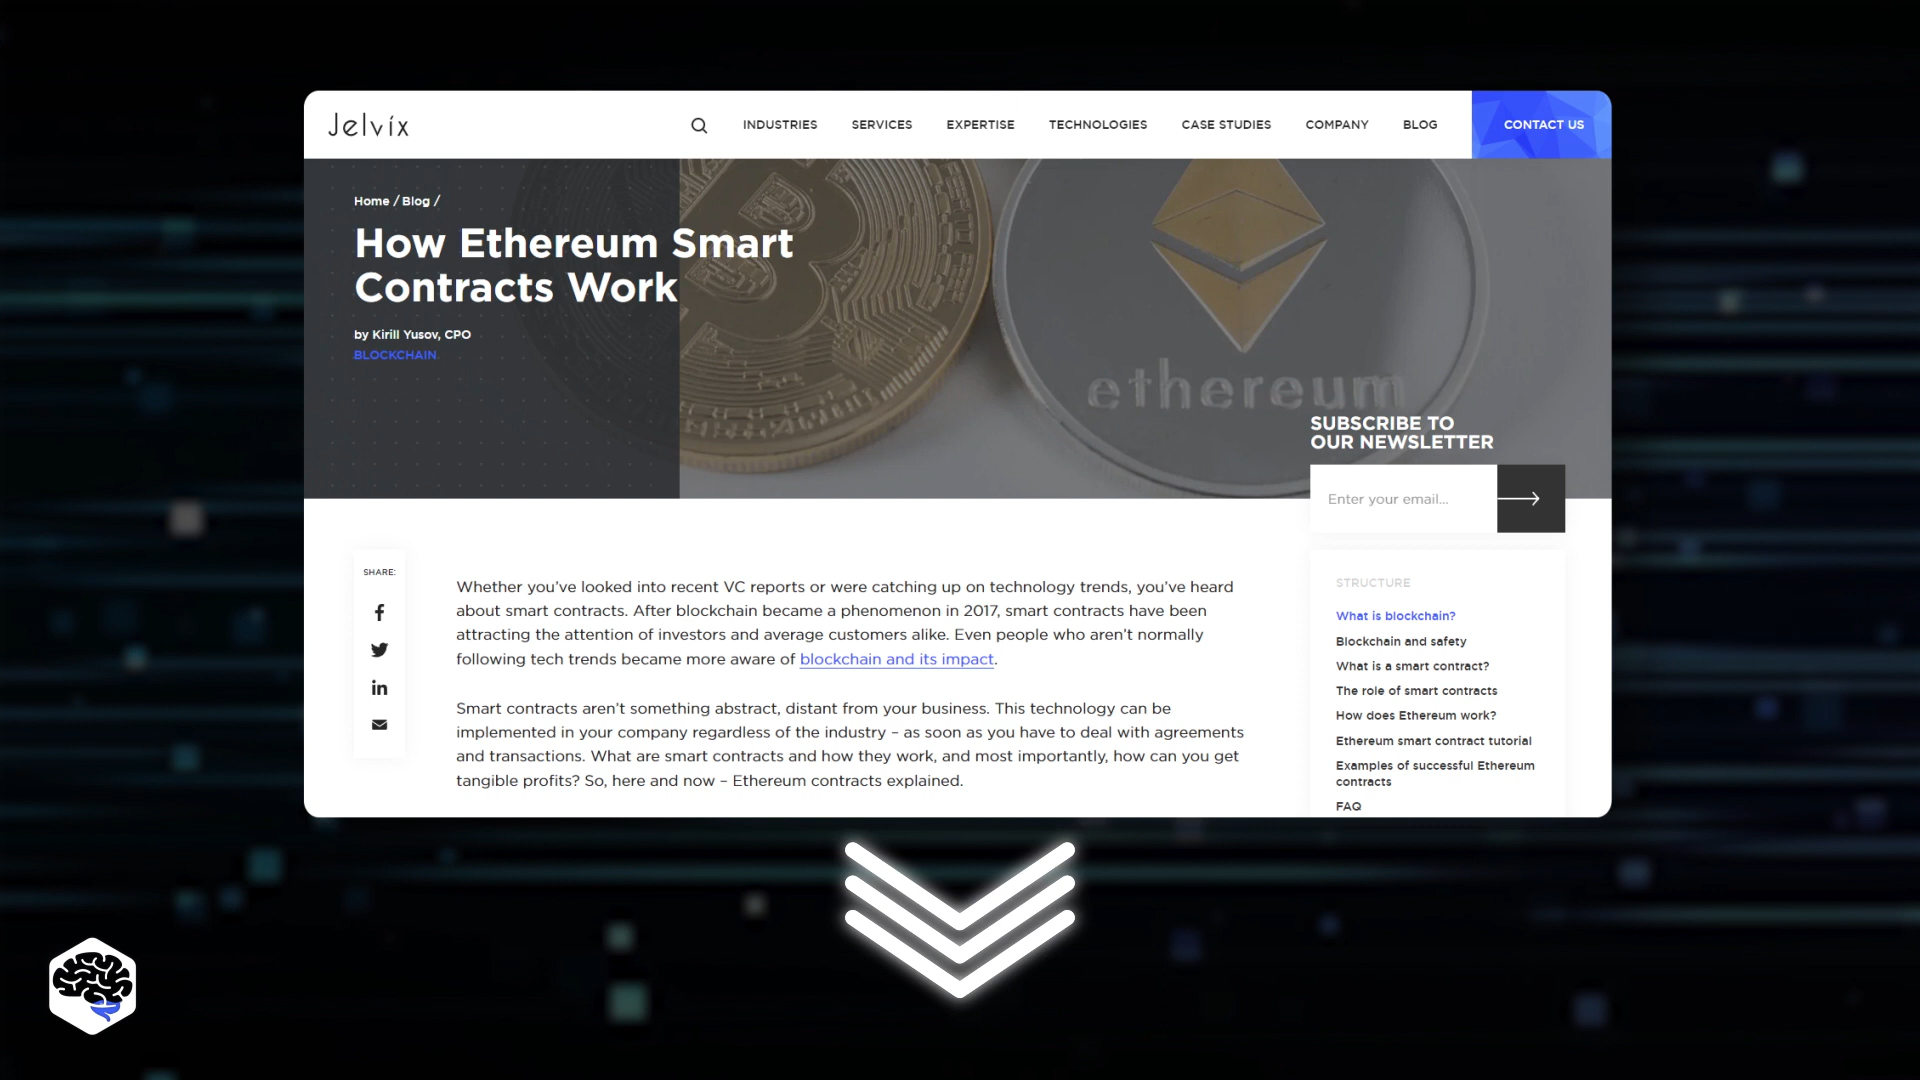 Jelvix
INDUSTRIES
SERVICES
EXPERTISE
TECHNOLOGIES
CASE STUDIES
COMPANY
BLOG
CONTACT US
Home / Blog /
How Ethereum Smart
Contracts Work
by Kirill Yusov, CPO
BLOCKCHAIN
ethereum
SUBSCRIBE TO
OUR NEWSLETTER
Enter your email...
SHARE:
Whether you’ve looked into recent VC reports or were catching up on technology trends, you’ve heard
about smart contracts. After blockchain became a phenomenon in 2017, smart contracts have been
attracting the attention of investors and average customers alike. Even people who aren’t normally
following tech trends became more aware of blockchain and its impact.
Smart contracts aren’t something abstract, distant from your business. This technology can be
implemented in your company regardless of the industry – as soon as you have to deal with agreements
and transactions. What are smart contracts and how they work, and most importantly, how can you get
tangible profits? So, here and now – Ethereum contracts explained.
STRUCTURE
What is blockchain?
Blockchain and safety
What is a smart contract?
The role of smart contracts
How does Ethereum work?
Ethereum smart contract tutorial
Examples of successful Ethereum
contracts
FAQ